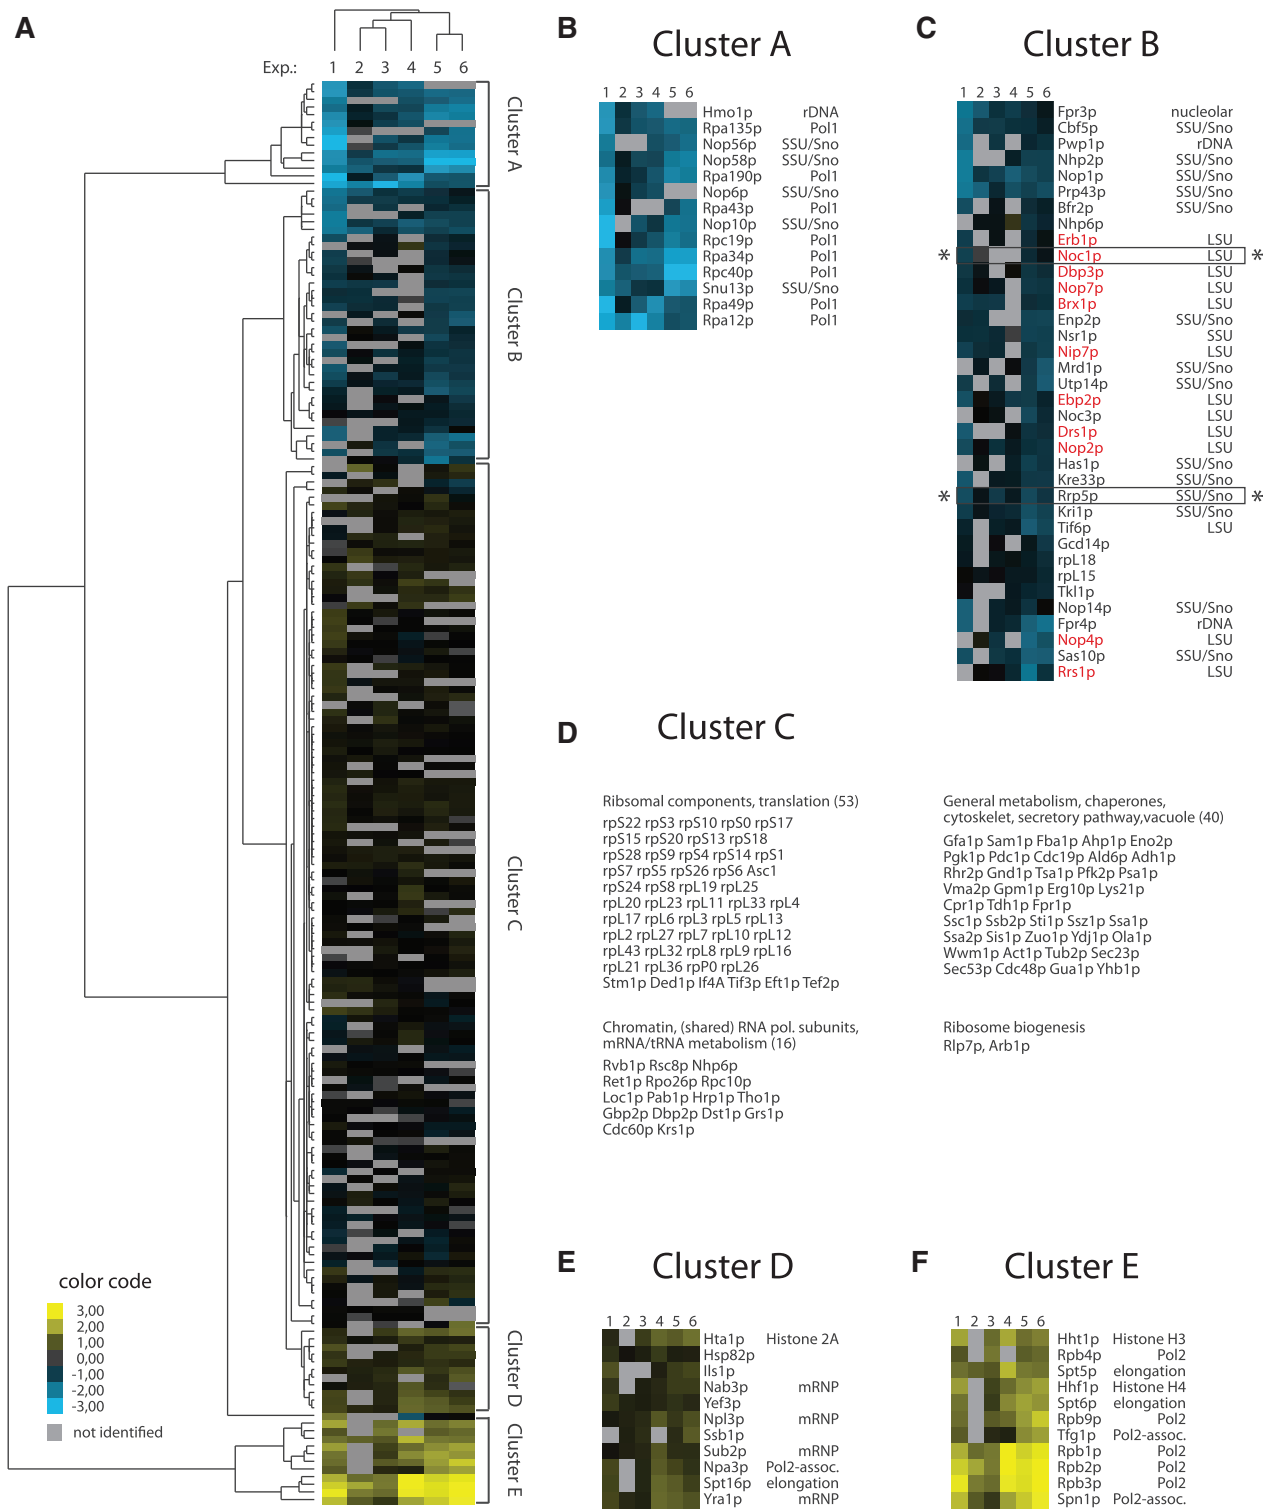 A
Exp.: 1 2 3 4 5 6
Cluster A
Cluster B
Cluster C
Cluster D
Cluster E
color code
3,00
2,00
1,00
0,00
-1,00
-2,00
-3,00
not identified
B
Cluster A
1 2 3 4 5 6
Hmo1p rDNA
Rpa135p Pol1
Nop56p SSU/Sno
Nop58p SSU/Sno
Rpa190p Pol1
Nop6p SSU/Sno
Rpa43p Pol1
Nop10p SSU/Sno
Rpc19p Pol1
Rpa34p Pol1
Rpc40p Pol1
Snu13p SSU/Sno
Rpa49p Pol1
Rpa12p Pol1
C
Cluster B
1 2 3 4 5 6
Fpr3p nucleolar
Cbf5p SSU/Sno
Pwp1p rDNA
Nhp2p SSU/Sno
Nop1p SSU/Sno
Prp43p SSU/Sno
Bfr2p SSU/Sno
Nhp6p
Erb1p LSU
* Noc1p LSU *
Dbp3p LSU
Nop7p LSU
Brx1p LSU
Enp2p SSU/Sno
Nsr1p SSU
Nip7p LSU
Mrd1p SSU/Sno
Utp14p SSU/Sno
Ebp2p LSU
Noc3p LSU
Drs1p LSU
Nop2p LSU
Has1p SSU/Sno
Kre33p SSU/Sno
* Rrp5p SSU/Sno *
Kri1p SSU/Sno
Tif6p LSU
Gcd14p
rpL18
rpL15
Tkl1p
Nop14p SSU/Sno
Fpr4p rDNA
Nop4p LSU
Sas10p SSU/Sno
Rrs1p LSU
D
Cluster C
Ribsomal components, translation (53)
rpS22 rpS3 rpS10 rpS0 rpS17
rpS15 rpS20 rpS13 rpS18
rpS28 rpS9 rpS4 rpS14 rpS1
rpS7 rpS5 rpS26 rpS6 Asc1
rpS24 rpS8 rpL19 rpL25
rpL20 rpL23 rpL11 rpL33 rpL4
rpL17 rpL6 rpL3 rpL5 rpL13
rpL2 rpL27 rpL7 rpL10 rpL12
rpL43 rpL32 rpL8 rpL9 rpL16
rpL21 rpL36 rpP0 rpL26
Stm1p Ded1p If4A Tif3p Eft1p Tef2p
General metabolism, chaperones,
cytoskelet, secretory pathway,vacuole (40)
Gfa1p Sam1p Fba1p Ahp1p Eno2p
Pgk1p Pdc1p Cdc19p Ald6p Adh1p
Rhr2p Gnd1p Tsa1p Pfk2p Psa1p
Vma2p Gpm1p Erg10p Lys21p
Cpr1p Tdh1p Fpr1p
Ssc1p Ssb2p Sti1p Ssz1p Ssa1p
Ssa2p Sis1p Zuo1p Ydj1p Ola1p
Wwm1p Act1p Tub2p Sec23p
Sec53p Cdc48p Gua1p Yhb1p
Chromatin, (shared) RNA pol. subunits,
mRNA/tRNA metabolism (16)
Rvb1p Rsc8p Nhp6p
Ret1p Rpo26p Rpc10p
Loc1p Pab1p Hrp1p Tho1p
Gbp2p Dbp2p Dst1p Grs1p
Cdc60p Krs1p
Ribosome biogenesis
Rlp7p, Arb1p
E
Cluster D
1 2 3 4 5 6
Hta1p Histone 2A
Hsp82p
Ils1p
Nab3p mRNP
Yef3p
Npl3p mRNP
Ssb1p
Sub2p mRNP
Npa3p Pol2-assoc.
Spt16p elongation
Yra1p mRNP
F
Cluster E
1 2 3 4 5 6
Hht1p Histone H3
Rpb4p Pol2
Spt5p elongation
Hhf1p Histone H4
Spt6p elongation
Rpb9p Pol2
Tfg1p Pol2-assoc.
Rpb1p Pol2
Rpb2p Pol2
Rpb3p Pol2
Spn1p Pol2-assoc.